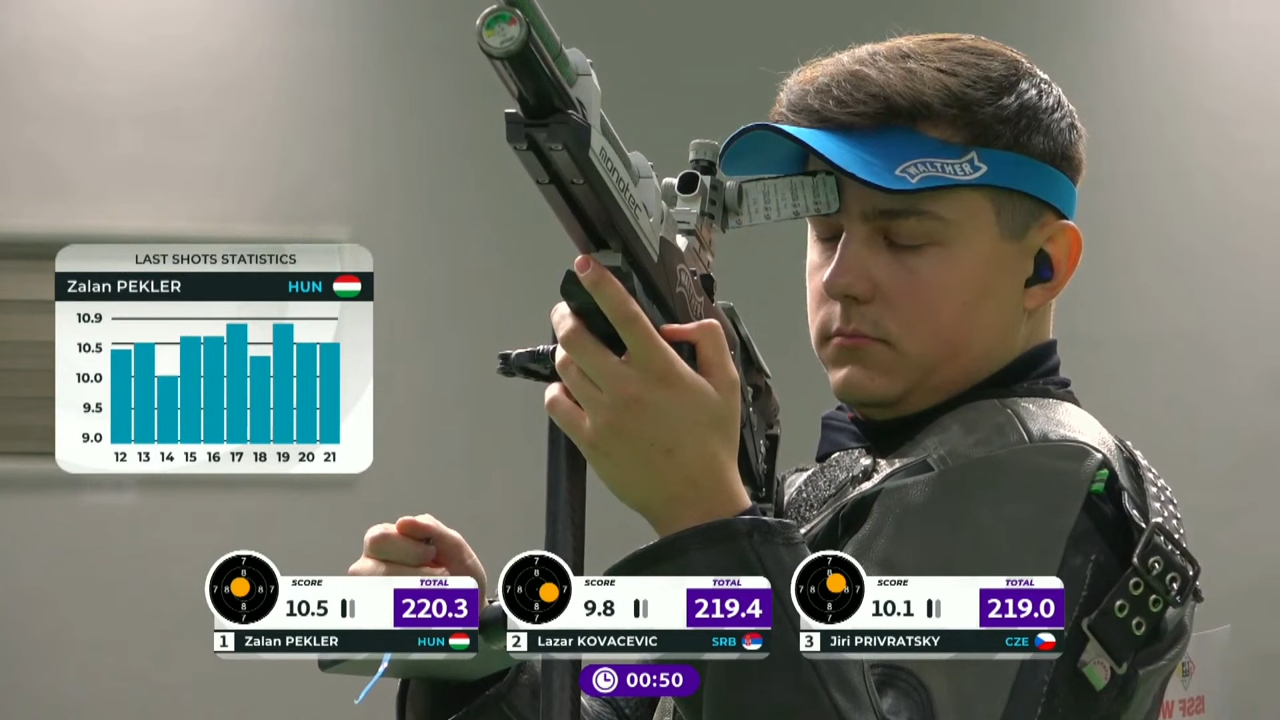 monotec
WALTHER
LAST SHOTS STATISTICS
Zalan PEKLER HUN
10.9
10.5
10.0
9.5
9.0
12 13 14 15 16 17 18 19 20 21
SCORE TOTAL
10.5 220.3
1 Zalan PEKLER HUN
SCORE TOTAL
9.8 219.4
2 Lazar KOVACEVIC SRB
SCORE TOTAL
10.1 219.0
3 Jiri PRIVRATSKY CZE
00:50
ISSF W